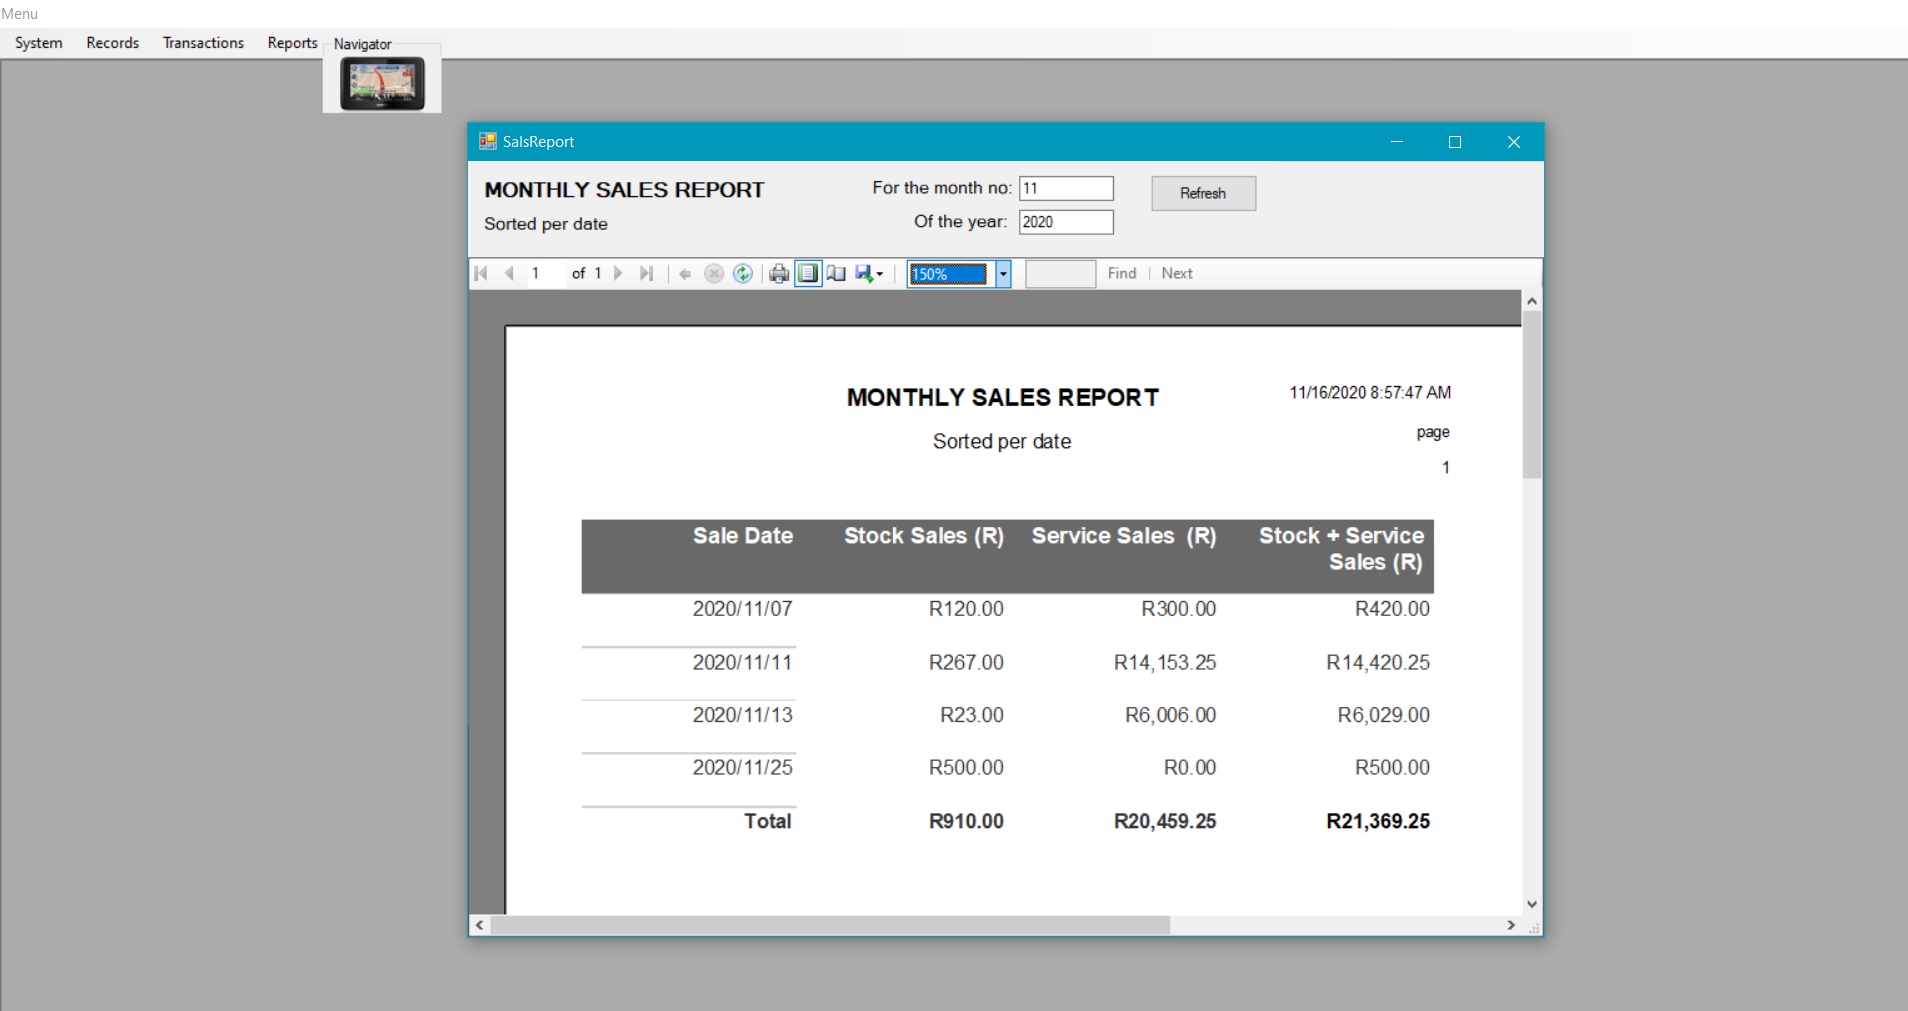 Menu
System Records Transactions Reports Navigator
SalsReport
MONTHLY SALES REPORT For the month no: 11 Refresh
Sorted per date Of the year: 2020
1 of 1 150% Find Next
MONTHLY SALES REPORT 11/16/2020 8:57:47 AM
Sorted per date page
1
Sale Date Stock Sales (R) Service Sales (R) Stock + Service
Sales (R)
2020/11/07 R120.00 R300.00 R420.00
2020/11/11 R267.00 R14,153.25 R14,420.25
2020/11/13 R23.00 R6,006.00 R6,029.00
2020/11/25 R500.00 R0.00 R500.00
Total R910.00 R20,459.25 R21,369.25